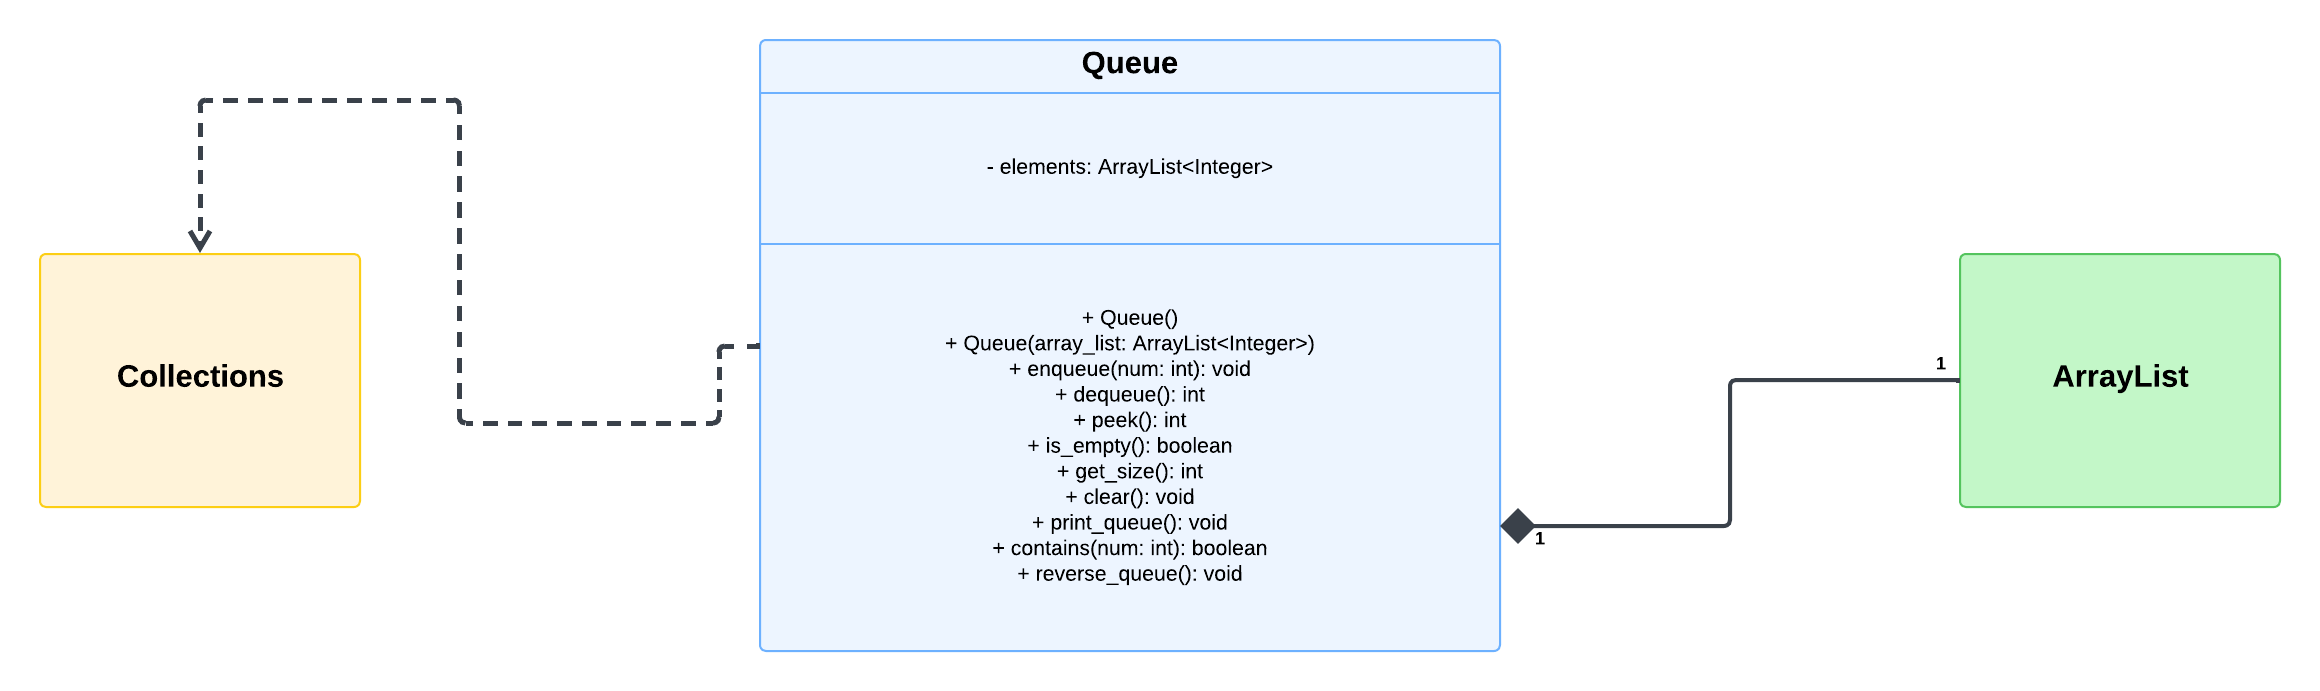 Queue
- elements: ArrayList<Integer>
+ Queue()
+ Queue(array_list: ArrayList<Integer>)
+ enqueue(num: int): void
+ dequeue(): int
+ peek(): int
+ is_empty(): boolean
+ get_size(): int
+ clear(): void
+ print_queue(): void
+ contains(num: int): boolean
+ reverse_queue(): void
Collections
1
1
ArrayList